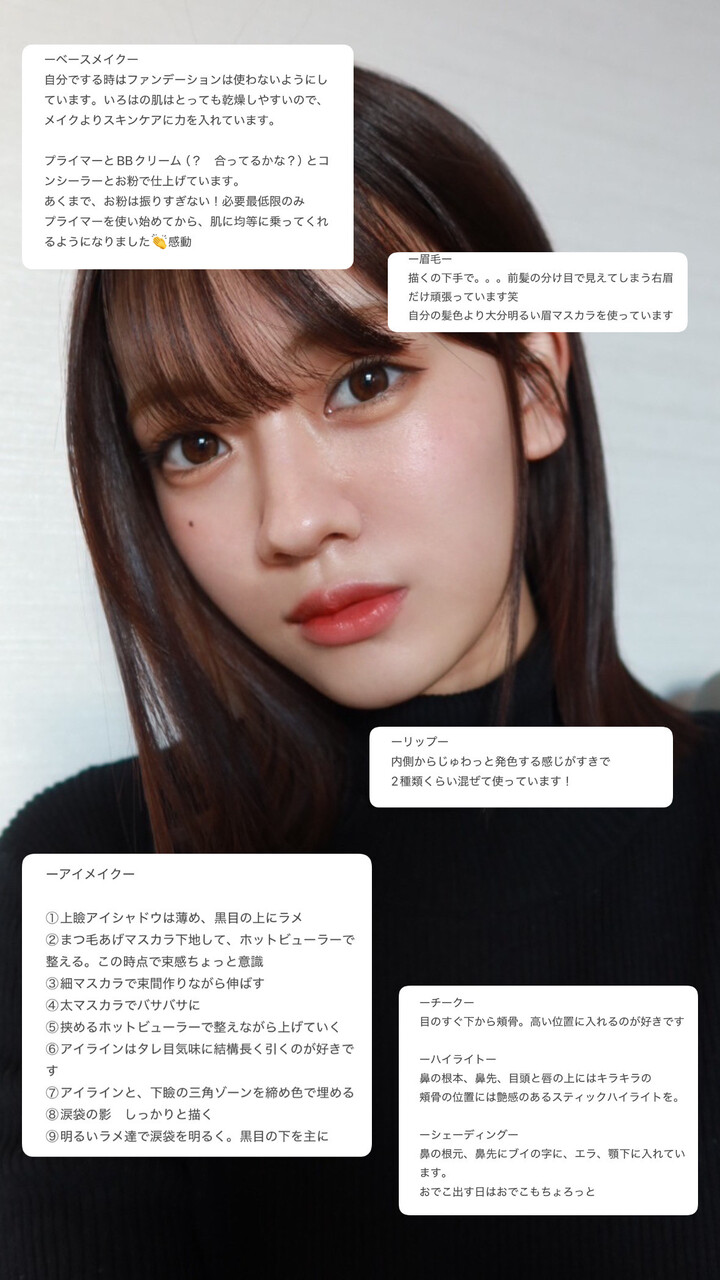 ーベースメイクー
自分でする時はファンデーションは使わないようにし
ています。いろはの肌はとっても乾燥しやすいので、
メイクよりスキンケアに力を入れています。
プライマーとBBクリーム（？　合ってるかな？）とコ
ンシーラーとお粉で仕上げています。
あくまで、お粉は振りすぎない！必要最低限のみ
プライマーを使い始めてから、肌に均等に乗ってくれ
るようになりました👏感動
ー眉毛ー
描くの下手で。。。前髪の分け目で見えてしまう右眉
だけ頑張っています笑
自分の髪色より大分明るい眉マスカラを使っています
ーリップー
内側からじゅわっと発色する感じがすきで
2種類くらい混ぜて使っています！
ーアイメイクー
①上瞼アイシャドウは薄め、黒目の上にラメ
②まつ毛あげマスカラ下地して、ホットビューラーで
整える。この時点で束感ちょっと意識
③細マスカラで束間作りながら伸ばす
④太マスカラでバサバサに
⑤挟めるホットビューラーで整えながら上げていく
⑥アイラインはタレ目気味に結構長く引くのが好きで
す
⑦アイラインと、下瞼の三角ゾーンを締め色で埋める
⑧涙袋の影　しっかりと描く
⑨明るいラメ達で涙袋を明るく。黒目の下を主に
ーチークー
目のすぐ下から頬骨。高い位置に入れるのが好きです
ーハイライトー
鼻の根本、鼻先、目頭と唇の上にはキラキラの
頬骨の位置には艶感のあるスティックハイライトを。
ーシェーディングー
鼻の根元、鼻先にブイの字に、エラ、顎下に入れてい
ます。
おでこ出す日はおでこもちょろっと